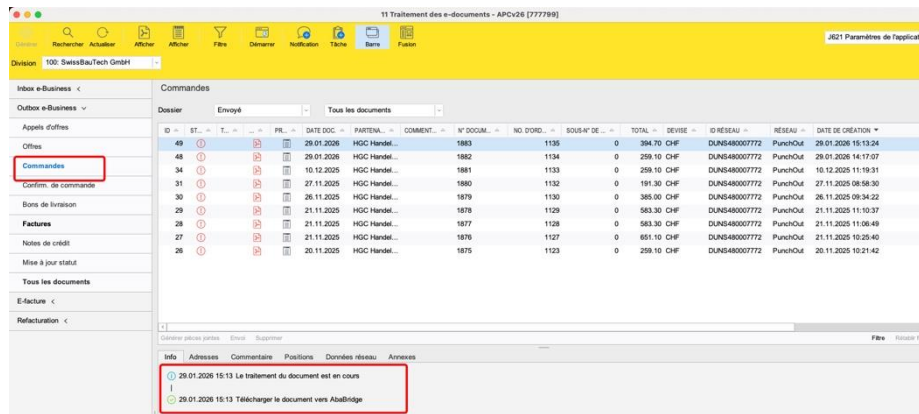 11 Traitement des e-documents - APCv26 [777799]
Générer Rechercher Actualiser Afficher Afficher Filtre Démarrer Notification Tâche Barre Fusion
J621 Paramètres de l'applicat
Division 100: SwissBauTech GmbH
Inbox e-Business <
Outbox e-Business
Appels d'offres
Offres
Commandes
Confirm. de commande
Bons de livraison
Factures
Notes de crédit
Mise à jour statut
Tous les documents
E-facture <
Refacturation <
Commandes
Dossier Envoyé Tous les documents
ID ST... T... ... PR... DATE DOC. PARTENA... COMMENT... N° DOCUM... NO. D'ORD... SOUS-N° DE ... TOTAL DEVISE ID RÉSEAU RÉSEAU DATE DE CRÉATION
49 29.01.2026 HGC Handel... 1883 1135 0 394.70 CHF DUNS480007772 PunchOut 29.01.2026 15:13:24
48 29.01.2026 HGC Handel... 1882 1134 0 259.10 CHF DUNS480007772 PunchOut 29.01.2026 14:17:07
34 10.12.2025 HGC Handel... 1881 1133 0 259.10 CHF DUNS480007772 PunchOut 10.12.2025 11:19:31
31 27.11.2025 HGC Handel... 1880 1132 0 191.30 CHF DUNS480007772 PunchOut 27.11.2025 08:58:30
30 26.11.2025 HGC Handel... 1879 1130 0 385.00 CHF DUNS480007772 PunchOut 26.11.2025 09:34:22
29 21.11.2025 HGC Handel... 1878 1129 0 583.30 CHF DUNS480007772 PunchOut 21.11.2025 11:10:37
28 21.11.2025 HGC Handel... 1877 1128 0 583.30 CHF DUNS480007772 PunchOut 21.11.2025 11:06:49
27 21.11.2025 HGC Handel... 1876 1127 0 651.10 CHF DUNS480007772 PunchOut 21.11.2025 10:25:40
26 20.11.2025 HGC Handel... 1875 1123 0 259.10 CHF DUNS480007772 PunchOut 20.11.2025 10:21:42
Générer pièces jointes Envoi Supprimer Filtre
Info Adresses Commentaire Positions Données réseau Annexes
29.01.2026 15:13 Le traitement du document est en cours
29.01.2026 15:13 Télécharger le document vers AbaBridge